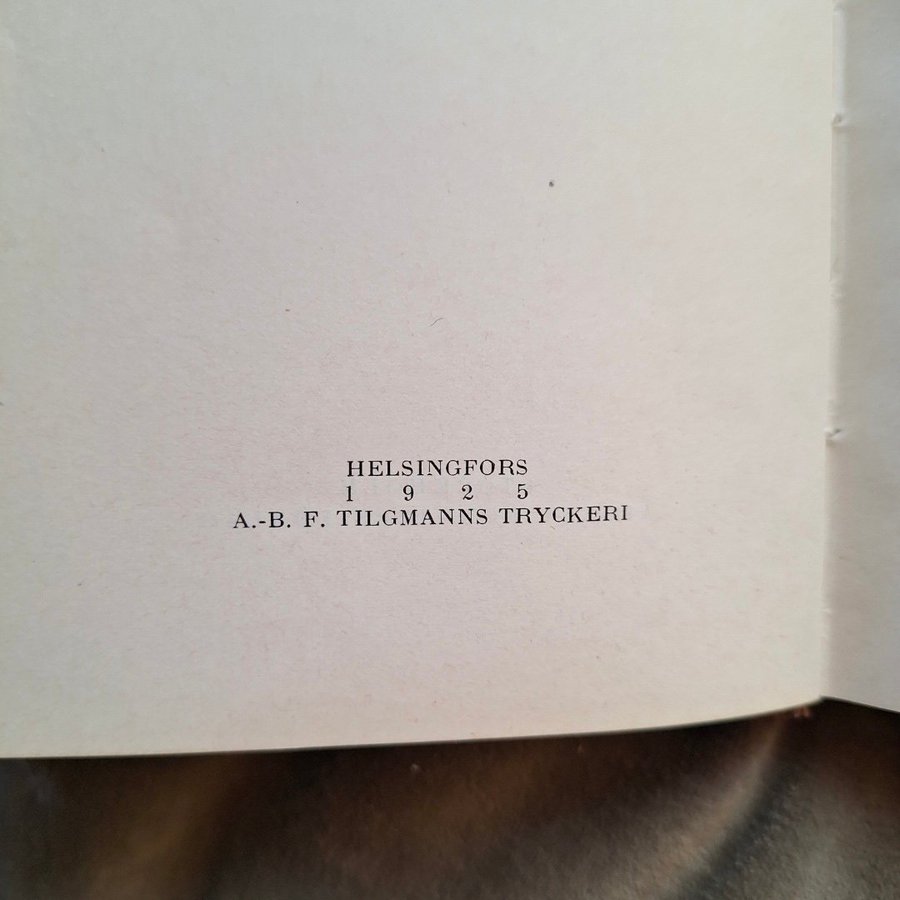 HELSINGFORS
1 9 2 5
A.-B. F. TILGMANNS TRYCKERI